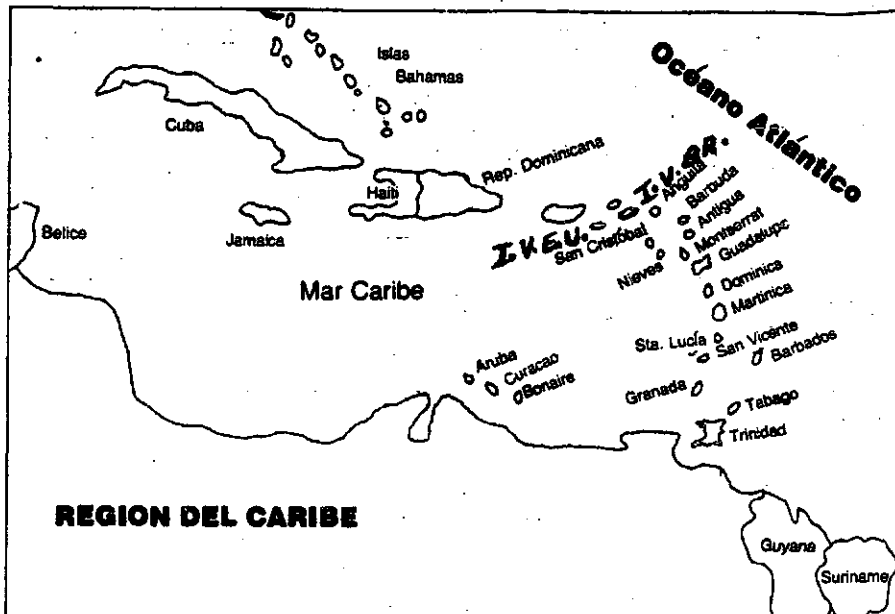 Islas
Bahamas
Océano Atlántico
Cuba
Rep. Dominicana
Haití
I.V.BR.
Anguila
Barbuda
Antigua
Montserrat
Guadalupe
Belice
Jamaica
I.V.E.U.
San Cristóbal
Nieves
Dominica
Martinica
Mar Caribe
Sta. Lucía
San Vicente
Barbados
Aruba
Curacao
Bonaire
Granada
Tabago
Trinidad
REGION DEL CARIBE
Guyana
Suriname